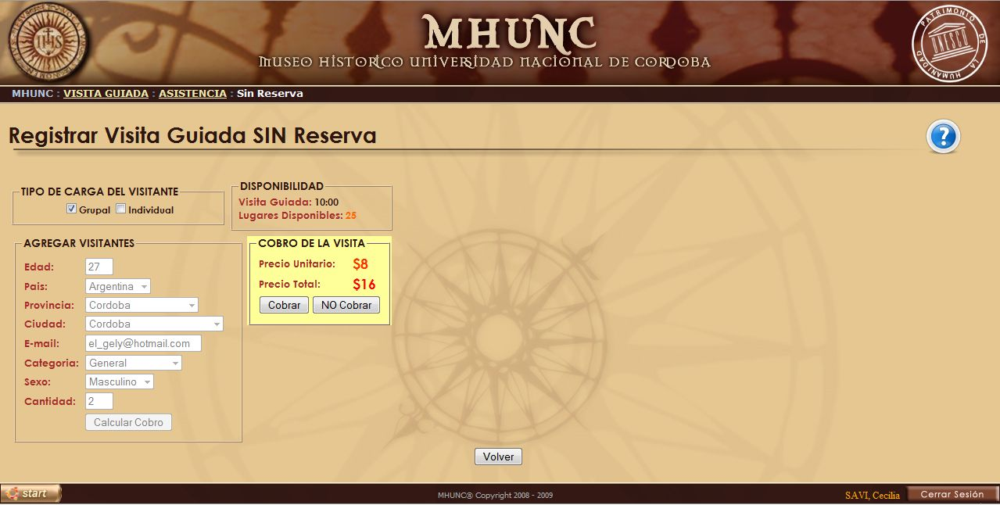 IHS
MHUNC
MUSEO HISTORICO UNIVERSIDAD NACIONAL DE CORDOBA
PATRIMONIO DE LA HUMANIDAD
UNESCO
MHUNC : VISITA GUIADA : ASISTENCIA : Sin Reserva
Registrar Visita Guiada SIN Reserva
?
TIPO DE CARGA DEL VISITANTE
Grupal Individual
DISPONIBILIDAD
Visita Guiada: 10:00
Lugares Disponibles: 25
AGREGAR VISITANTES
Edad: 27
Pais: Argentina
Provincia: Cordoba
Ciudad: Cordoba
E-mail: el_gely@hotmail.com
Categoria: General
Sexo: Masculino
Cantidad: 2
Calcular Cobro
COBRO DE LA VISITA
Precio Unitario: $8
Precio Total: $16
Cobrar NO Cobrar
Volver
start
MHUNC® Copyright 2008 - 2009
SAVI, Cecilia
Cerrar Sesión